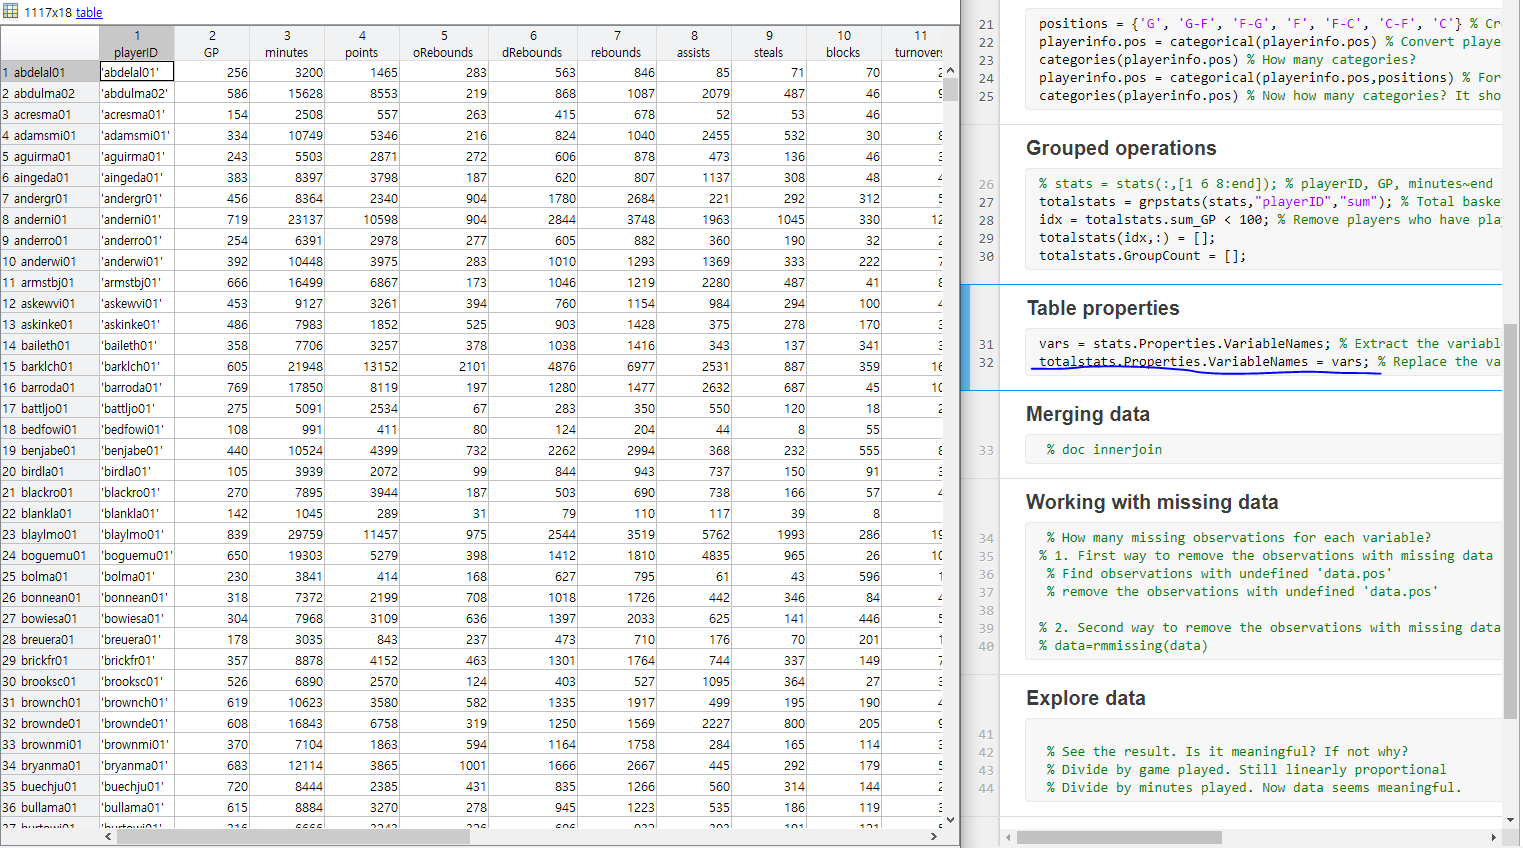 1117x18 table
1 2 3 4 5 6 7 8 9 10 11
playerID GP minutes points oRebounds dRebounds rebounds assists steals blocks turnovers
1 abdelal01 'abdelal01' 256 3200 1465 283 563 846 85 71 70 2
2 abdulma02 'abdulma02' 586 15628 8553 219 868 1087 2079 487 46 9
3 acresma01 'acresma01' 154 2508 557 263 415 678 52 53 46
4 adamsmi01 'adamsmi01' 334 10749 5346 216 824 1040 2455 532 30 8
5 aguirma01 'aguirma01' 243 5503 2871 272 606 878 473 136 46 3
6 aingeda01 'aingeda01' 383 8397 3798 187 620 807 1137 308 48 4
7 andergr01 'andergr01' 456 8364 2340 904 1780 2684 221 292 312 5
8 anderni01 'anderni01' 719 23137 10598 904 2844 3748 1963 1045 330 12
9 anderro01 'anderro01' 254 6391 2978 277 605 882 360 190 32 2
10 anderwi01 'anderwi01' 392 10448 3975 283 1010 1293 1369 333 222 7
11 armstbj01 'armstbj01' 666 16499 6867 173 1046 1219 2280 487 41 8
12 askewvi01 'askewvi01' 453 9127 3261 394 760 1154 984 294 100 4
13 askinke01 'askinke01' 486 7983 1852 525 903 1428 375 278 170 3
14 baileth01 'baileth01' 358 7706 3257 378 1038 1416 343 137 341 3
15 barklch01 'barklch01' 605 21948 13152 2101 4876 6977 2531 887 359 16
16 barroda01 'barroda01' 769 17850 8119 197 1280 1477 2632 687 45 10
17 battljo01 'battljo01' 275 5091 2534 67 283 350 550 120 18 2
18 bedfowi01 'bedfowi01' 108 991 411 80 124 204 44 8 55
19 benjabe01 'benjabe01' 440 10524 4399 732 2262 2994 368 232 555 8
20 birdla01 'birdla01' 105 3939 2072 99 844 943 737 150 91 3
21 blackro01 'blackro01' 270 7895 3944 187 503 690 738 166 57 4
22 blankla01 'blankla01' 142 1045 289 31 79 110 117 39 8
23 blaylmo01 'blaylmo01' 839 29759 11457 975 2544 3519 5762 1993 286 19
24 boguemu01 'boguemu01' 650 19303 5279 398 1412 1810 4835 965 26 10
25 bolma01 'bolma01' 230 3841 414 168 627 795 61 43 596 1
26 bonnean01 'bonnean01' 318 7372 2199 708 1018 1726 442 346 84 4
27 bowiesa01 'bowiesa01' 304 7968 3109 636 1397 2033 625 141 446 5
28 breuera01 'breuera01' 178 3035 843 237 473 710 176 70 201 1
29 brickfr01 'brickfr01' 357 8878 4152 463 1301 1764 744 337 149 7
30 brooksc01 'brooksc01' 526 6890 2570 124 403 527 1095 364 27 3
31 brownch01 'brownch01' 619 10623 3580 582 1335 1917 499 195 190 4
32 brownde01 'brownde01' 608 16843 6758 319 1250 1569 2227 800 205 9
33 brownmi01 'brownmi01' 370 7104 1863 594 1164 1758 284 165 114 3
34 bryanma01 'bryanma01' 683 12114 3865 1001 1666 2667 445 292 179 5
35 buechju01 'buechju01' 720 8444 2385 431 835 1266 560 314 144 2
36 bullama01 'bullama01' 615 8884 3270 278 945 1223 535 186 119 3
21 positions = {'G', 'G-F', 'F-G', 'F', 'F-C', 'C-F', 'C'} % Cr
22 playerinfo.pos = categorical(playerinfo.pos) % Convert playe
23 categories(playerinfo.pos) % How many categories?
24 playerinfo.pos = categorical(playerinfo.pos,positions) % For
25 categories(playerinfo.pos) % Now how many categories? It sho
Grouped operations
26 % stats = stats(:,[1 6 8:end]); % playerID, GP, minutes~end
27 totalstats = grpstats(stats,"playerID","sum"); % Total baske
28 idx = totalstats.sum_GP < 100; % Remove players who have pla
29 totalstats(idx,:) = [];
30 totalstats.GroupCount = [];
Table properties
31 vars = stats.Properties.VariableNames; % Extract the variabl
32 totalstats.Properties.VariableNames = vars; % Replace the va
Merging data
33 % doc innerjoin
Working with missing data
34 % How many missing observations for each variable?
35 % 1. First way to remove the observations with missing data
36 % Find observations with undefined 'data.pos'
37 % remove the observations with undefined 'data.pos'
38
39 % 2. Second way to remove the observations with missing data
40 % data=rmmissing(data)
Explore data
41
42 % See the result. Is it meaningful? If not why?
43 % Divide by game played. Still linearly proportional
44 % Divide by minutes played. Now data seems meaningful.